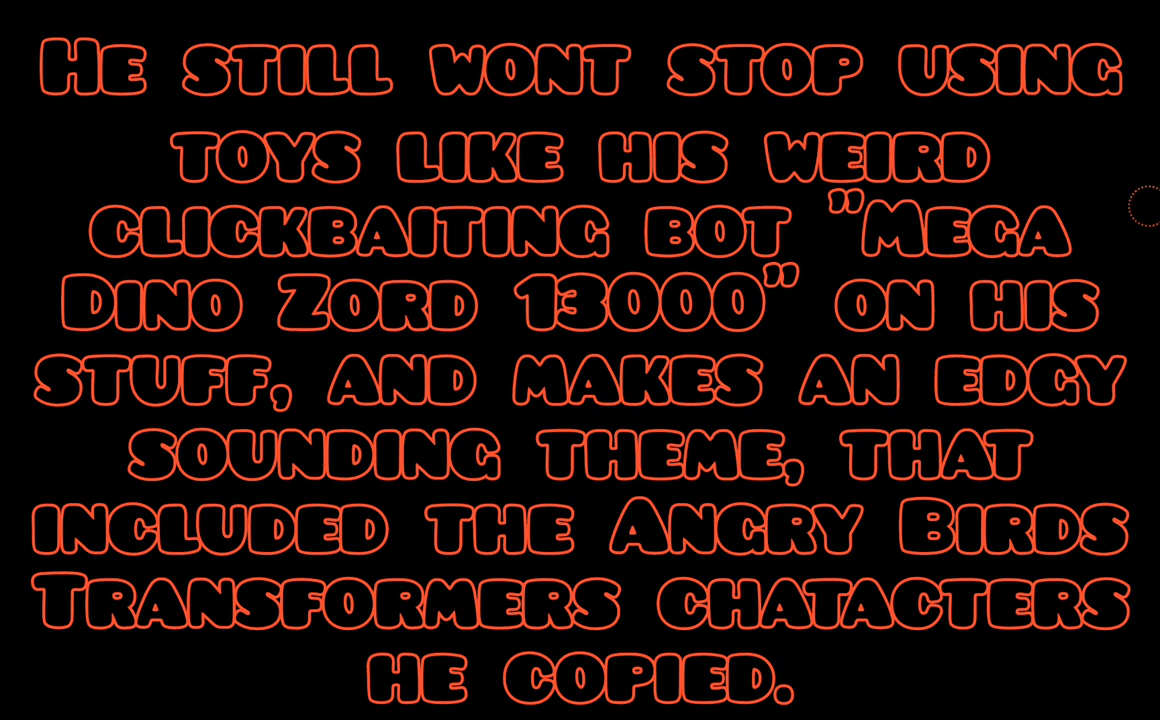 He still wont stop using
toys like his weird
clickbaiting bot "Mega
Dino Zord 13000" on his
stuff, and makes an edgy
sounding theme, that
included the Angry Birds
Transformers chatacters
he copied.